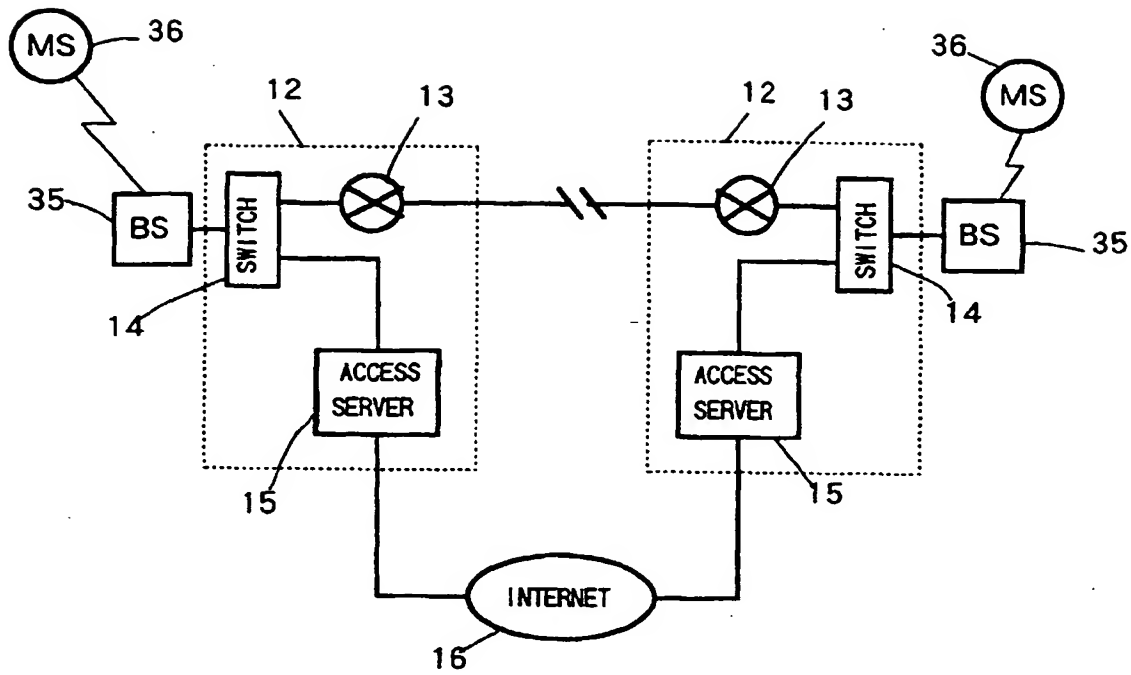 MS
36
36
MS
12
13
12
13
35
BS
SWITCH
SWITCH
BS
35
14
14
ACCESS
SERVER
ACCESS
SERVER
15
15
INTERNET
16